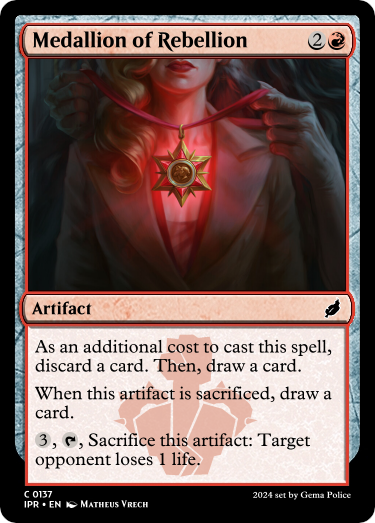 Medallion of Rebellion 2
Artifact
As an additional cost to cast this spell,
discard a card. Then, draw a card.
When this artifact is sacrificed, draw a
card.
3, , Sacrifice this artifact: Target
opponent loses 1 life.
C 0137 2024 set by Gema Police
IPR • EN Matheus Vrech